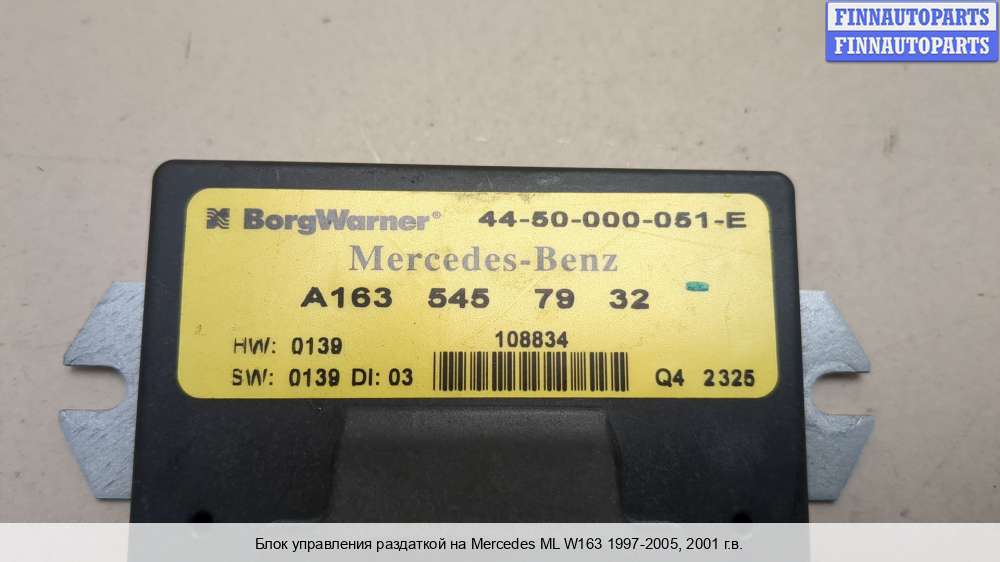 FINNAUTOPARTS
FINNAUTOPARTS
BorgWarner® 44-50-000-051-E
Mercedes-Benz
A163 545 79 32
108834
HW: 0139
SW: 0139 DI: 03
Q4 2325
Блок управления раздаткой на Mercedes ML W163 1997-2005, 2001 г.в.